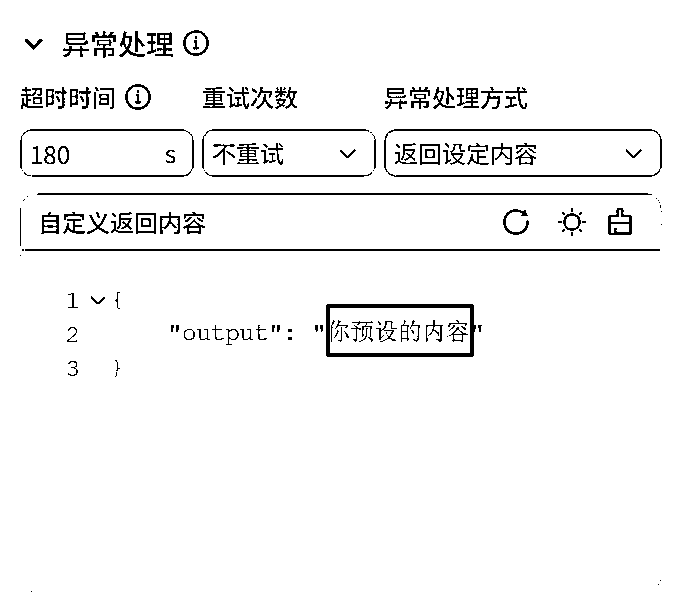 异常处理
超时时间 重试次数 异常处理方式
180 s 不重试 返回设定内容
自定义返回内容
1 {
2 "output": "你预设的内容"
3 }